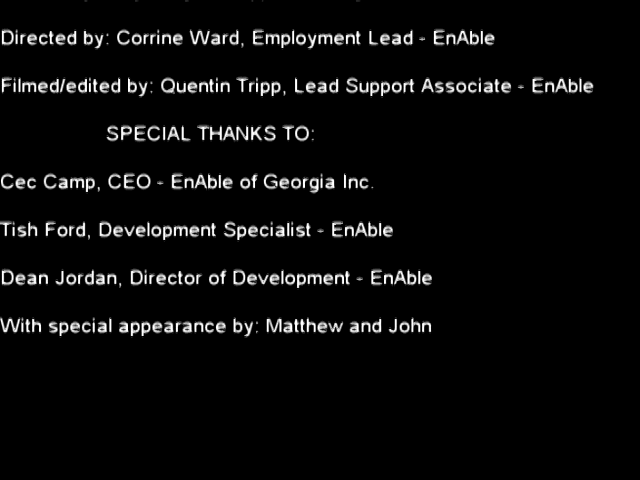 Directed by: Corrine Ward, Employment Lead - EnAble
Filmed/edited by: Quentin Tripp, Lead Support Associate - EnAble
SPECIAL THANKS TO:
Cec Camp, CEO - EnAble of Georgia Inc.
Tish Ford, Development Specialist - EnAble
Dean Jordan, Director of Development - EnAble
With special appearance by: Matthew and John